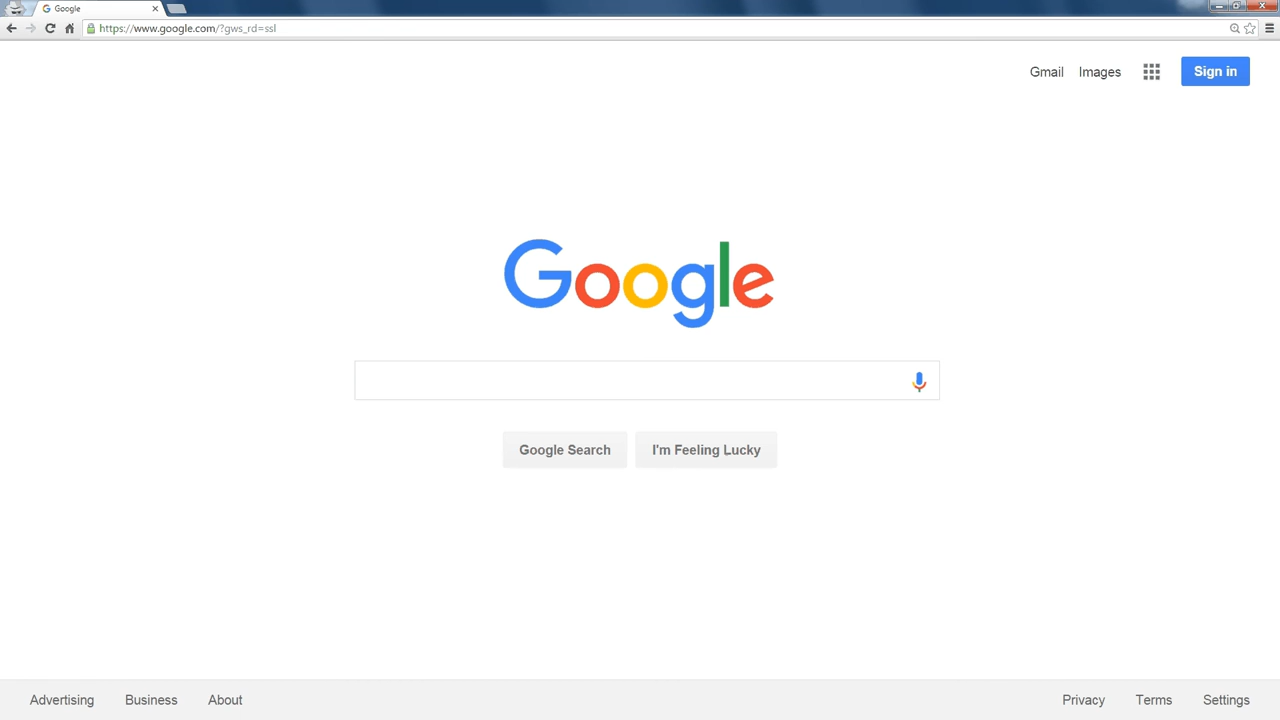 Google
https://www.google.com/?gws_rd=ssl
Gmail Images Sign in
Google
Google Search I'm Feeling Lucky
Advertising Business About Privacy Terms Settings